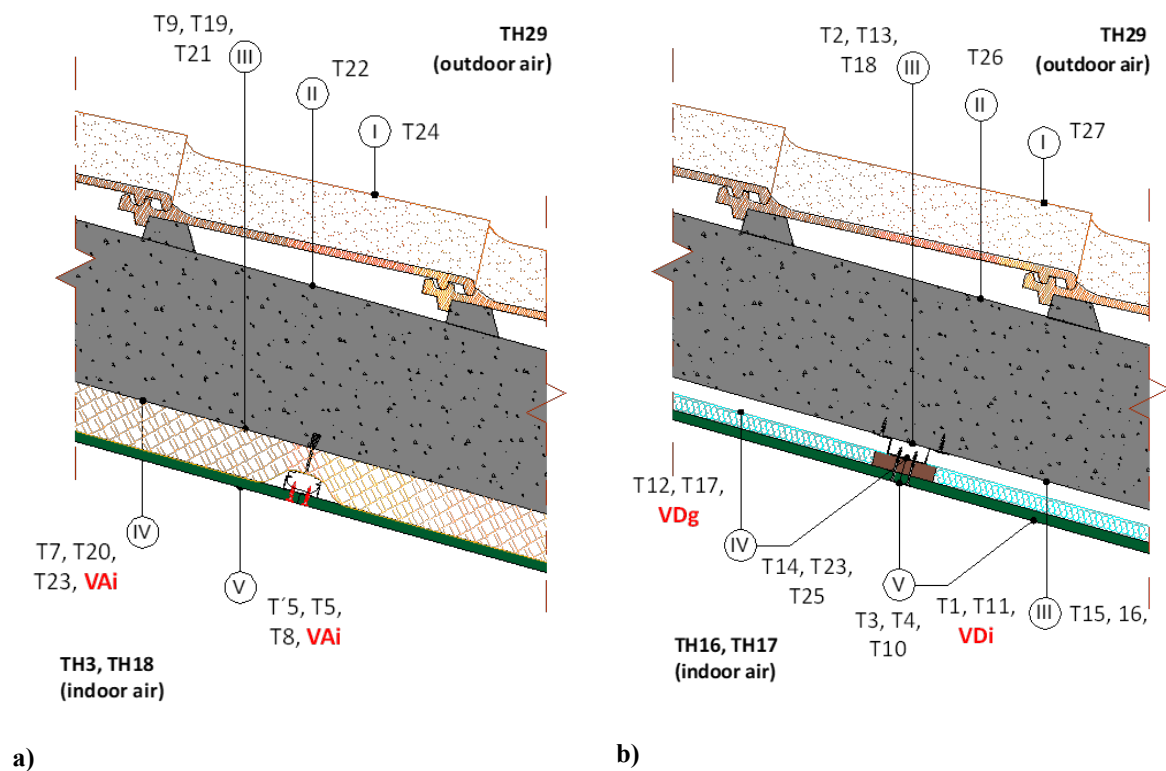 T9, T19,
T21
III
TH29
(outdoor air)
II
T22
I
T24
IV
T7, T20,
T23, VAi
V
T´5, T5,
T8, VAi
TH3, TH18
(indoor air)
a)
T2, T13,
T18
III
TH29
(outdoor air)
II
T26
I
T27
T12, T17,
VDg
IV
T14, T23,
T25
V
T3, T4,
T10
T1, T11,
VDi
III
T15, 16,
TH16, TH17
(indoor air)
b)